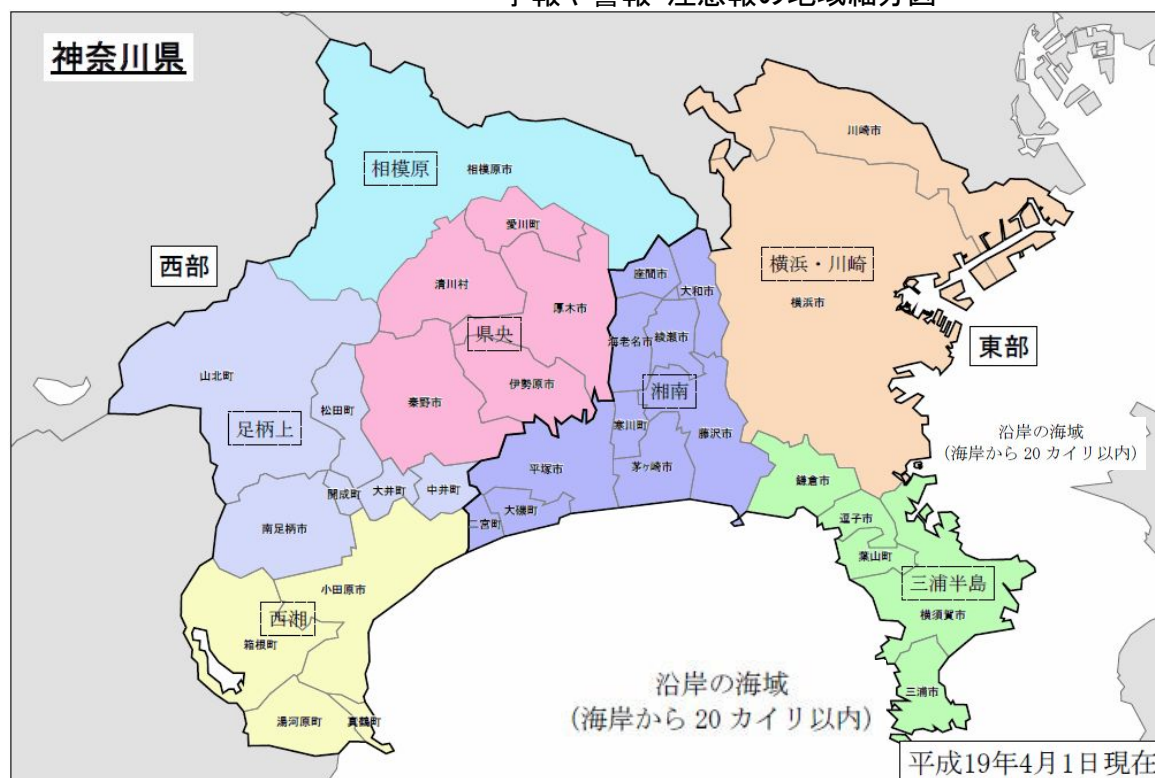 予報や警報・注意報の地域細分図
神奈川県
川崎市
相模原
相模原市
愛川町
西部
座間市
横浜・川崎
清川村
大和市
横浜市
厚木市
県央
海老名市
綾瀬市
東部
山北町
伊勢原市
湘南
秦野市
松田町
足柄上
寒川町
藤沢市
沿岸の海域
(海岸から 20 カイリ以内)
平塚市
茅ヶ崎市
開成町
大井町
中井町
鎌倉市
大磯町
二宮町
南足柄市
逗子市
葉山町
小田原市
三浦半島
西湘
横須賀市
箱根町
沿岸の海域
(海岸から 20 カイリ以内)
三浦市
湯河原町
真鶴町
平成19年4月1日現在